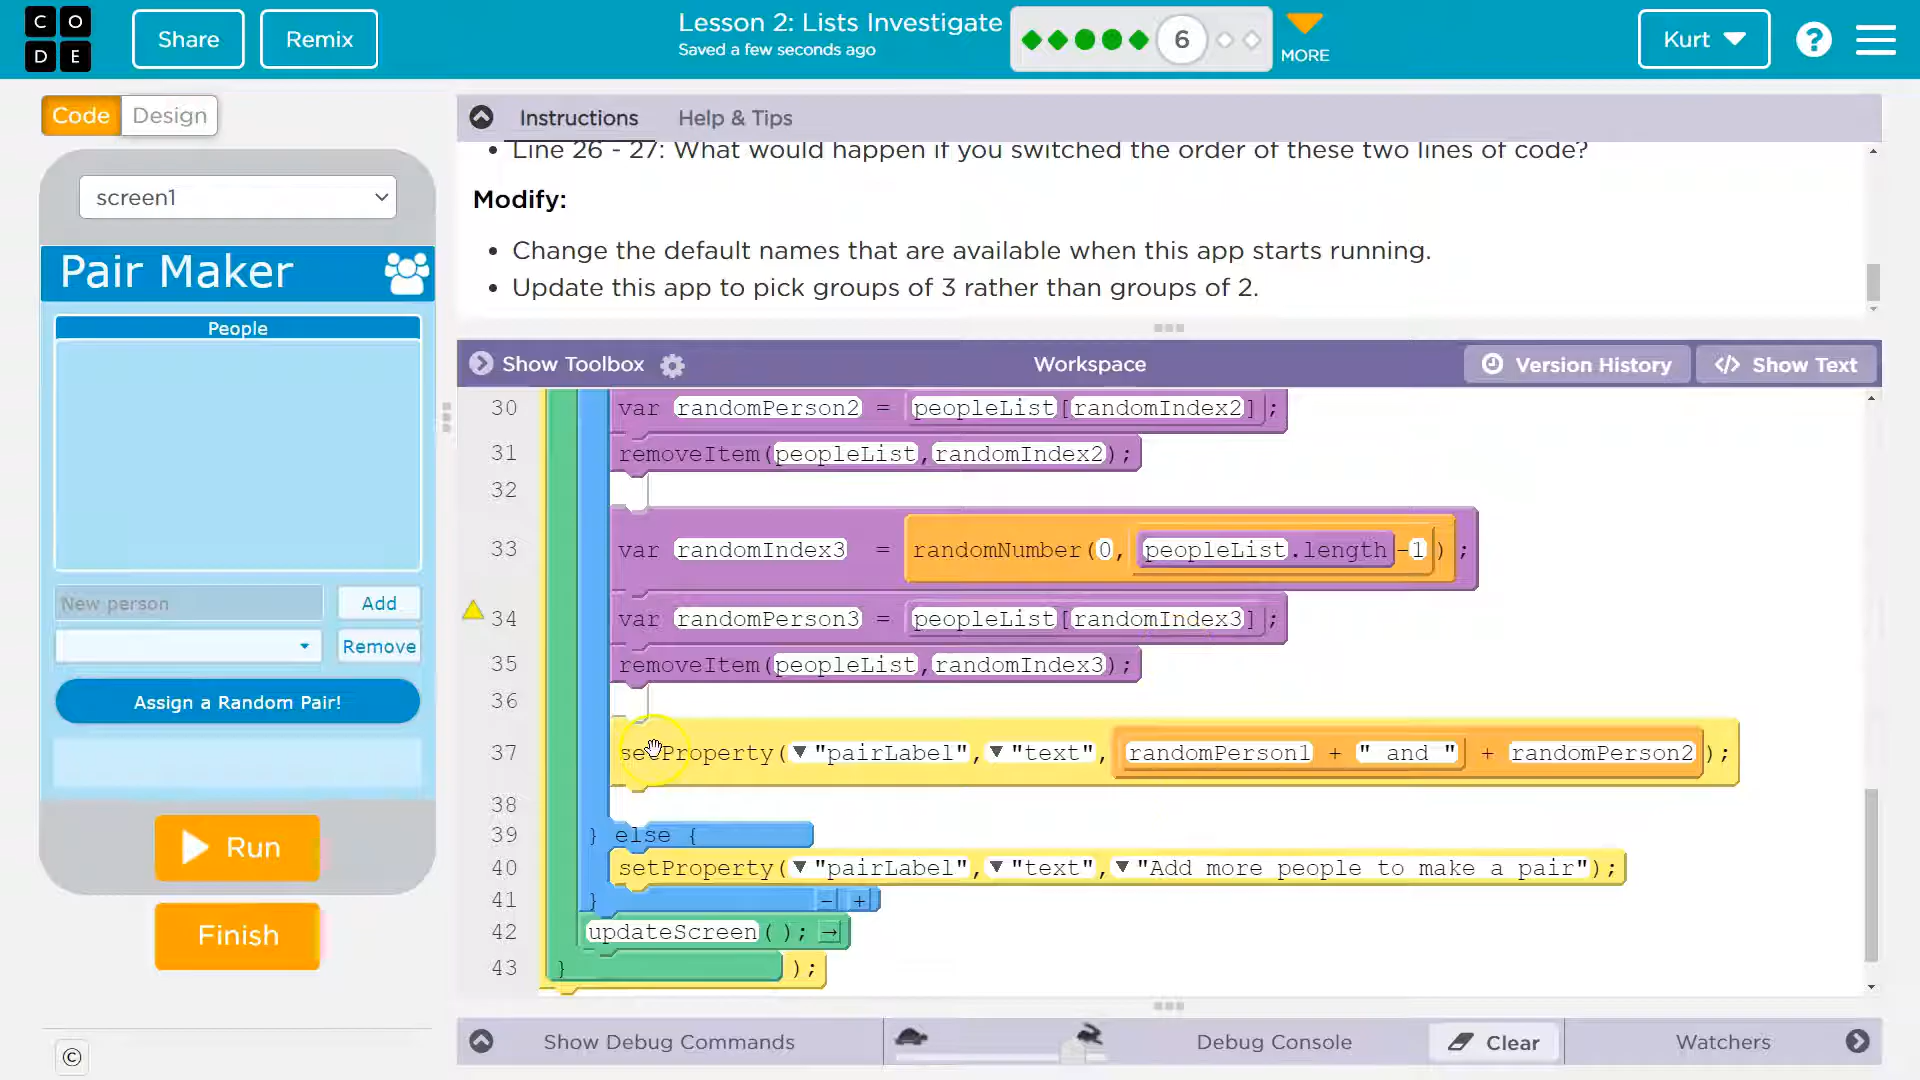 C O
D E
Share
Remix
Lesson 2: Lists Investigate
Saved a few seconds ago
6
MORE
Kurt
?
Code
Design
Instructions
Help & Tips
Line 26 - 27: What would happen if you switched the order of these two lines of code?
Modify:
Change the default names that are available when this app starts running.
Update this app to pick groups of 3 rather than groups of 2.
screen1
Pair Maker
People
New person
Add
Remove
Assign a Random Pair!
Run
Finish
©
Show Toolbox
Workspace
Version History
</> Show Text
30 var randomPerson2 = peopleList[randomIndex2];
31 removeItem(peopleList,randomIndex2);
32
33 var randomIndex3 = randomNumber(0, peopleList.length-1);
34 var randomPerson3 = peopleList[randomIndex3];
35 removeItem(peopleList,randomIndex3);
36
37 setProperty(▼"pairLabel",▼"text", randomPerson1 + " and " + randomPerson2);
38
39 } else {
40 setProperty(▼"pairLabel",▼"text",▼"Add more people to make a pair");
41 } - +
42 updateScreen(); →
43 } );
Show Debug Commands
Debug Console
Clear
Watchers